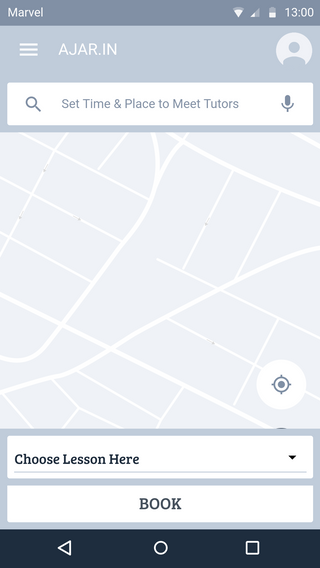 Marvel 13:00
AJAR.IN
Set Time & Place to Meet Tutors
Choose Lesson Here
BOOK